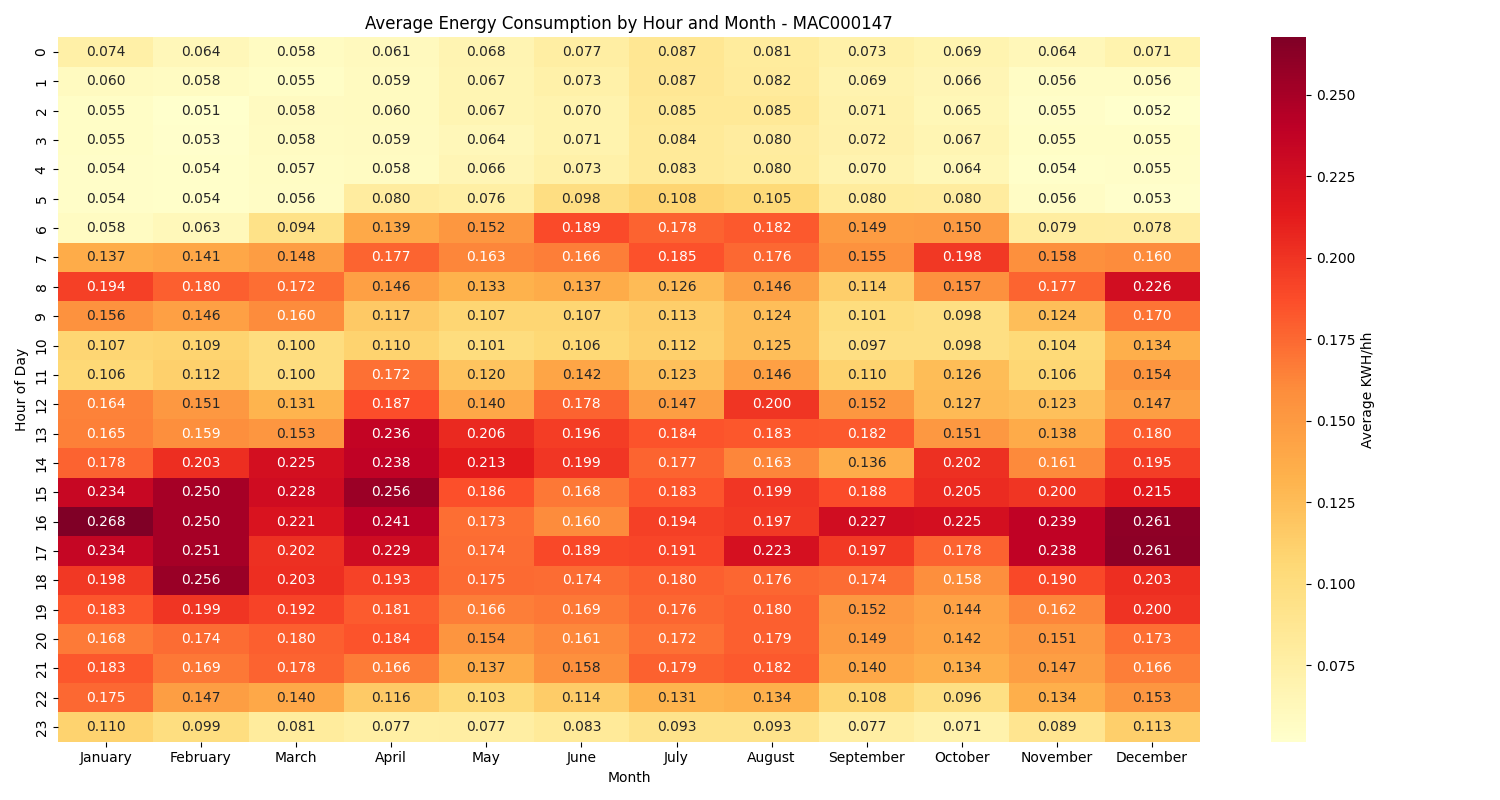 Average Energy Consumption by Hour and Month - MAC000147
Hour of Day
0 0.074 0.064 0.058 0.061 0.068 0.077 0.087 0.081 0.073 0.069 0.064 0.071
1 0.060 0.058 0.055 0.059 0.067 0.073 0.087 0.082 0.069 0.066 0.056 0.056
2 0.055 0.051 0.058 0.060 0.067 0.070 0.085 0.085 0.071 0.065 0.055 0.052
3 0.055 0.053 0.058 0.059 0.064 0.071 0.084 0.080 0.072 0.067 0.055 0.055
4 0.054 0.054 0.057 0.058 0.066 0.073 0.083 0.080 0.070 0.064 0.054 0.055
5 0.054 0.054 0.056 0.080 0.076 0.098 0.108 0.105 0.080 0.080 0.056 0.053
6 0.058 0.063 0.094 0.139 0.152 0.189 0.178 0.182 0.149 0.150 0.079 0.078
7 0.137 0.141 0.148 0.177 0.163 0.166 0.185 0.176 0.155 0.198 0.158 0.160
8 0.194 0.180 0.172 0.146 0.133 0.137 0.126 0.146 0.114 0.157 0.177 0.226
9 0.156 0.146 0.160 0.117 0.107 0.107 0.113 0.124 0.101 0.098 0.124 0.170
10 0.107 0.109 0.100 0.110 0.101 0.106 0.112 0.125 0.097 0.098 0.104 0.134
11 0.106 0.112 0.100 0.172 0.120 0.142 0.123 0.146 0.110 0.126 0.106 0.154
12 0.164 0.151 0.131 0.187 0.140 0.178 0.147 0.200 0.152 0.127 0.123 0.147
13 0.165 0.159 0.153 0.236 0.206 0.196 0.184 0.183 0.182 0.151 0.138 0.180
14 0.178 0.203 0.225 0.238 0.213 0.199 0.177 0.163 0.136 0.202 0.161 0.195
15 0.234 0.250 0.228 0.256 0.186 0.168 0.183 0.199 0.188 0.205 0.200 0.215
16 0.268 0.250 0.221 0.241 0.173 0.160 0.194 0.197 0.227 0.225 0.239 0.261
17 0.234 0.251 0.202 0.229 0.174 0.189 0.191 0.223 0.197 0.178 0.238 0.261
18 0.198 0.256 0.203 0.193 0.175 0.174 0.180 0.176 0.174 0.158 0.190 0.203
19 0.183 0.199 0.192 0.181 0.166 0.169 0.176 0.180 0.152 0.144 0.162 0.200
20 0.168 0.174 0.180 0.184 0.154 0.161 0.172 0.179 0.149 0.142 0.151 0.173
21 0.183 0.169 0.178 0.166 0.137 0.158 0.179 0.182 0.140 0.134 0.147 0.166
22 0.175 0.147 0.140 0.116 0.103 0.114 0.131 0.134 0.108 0.096 0.134 0.153
23 0.110 0.099 0.081 0.077 0.077 0.083 0.093 0.093 0.077 0.071 0.089 0.113
January February March April May June July August September October November December
Month
0.250
0.225
0.200
0.175
0.150
0.125
0.100
0.075
Average KWH/hh